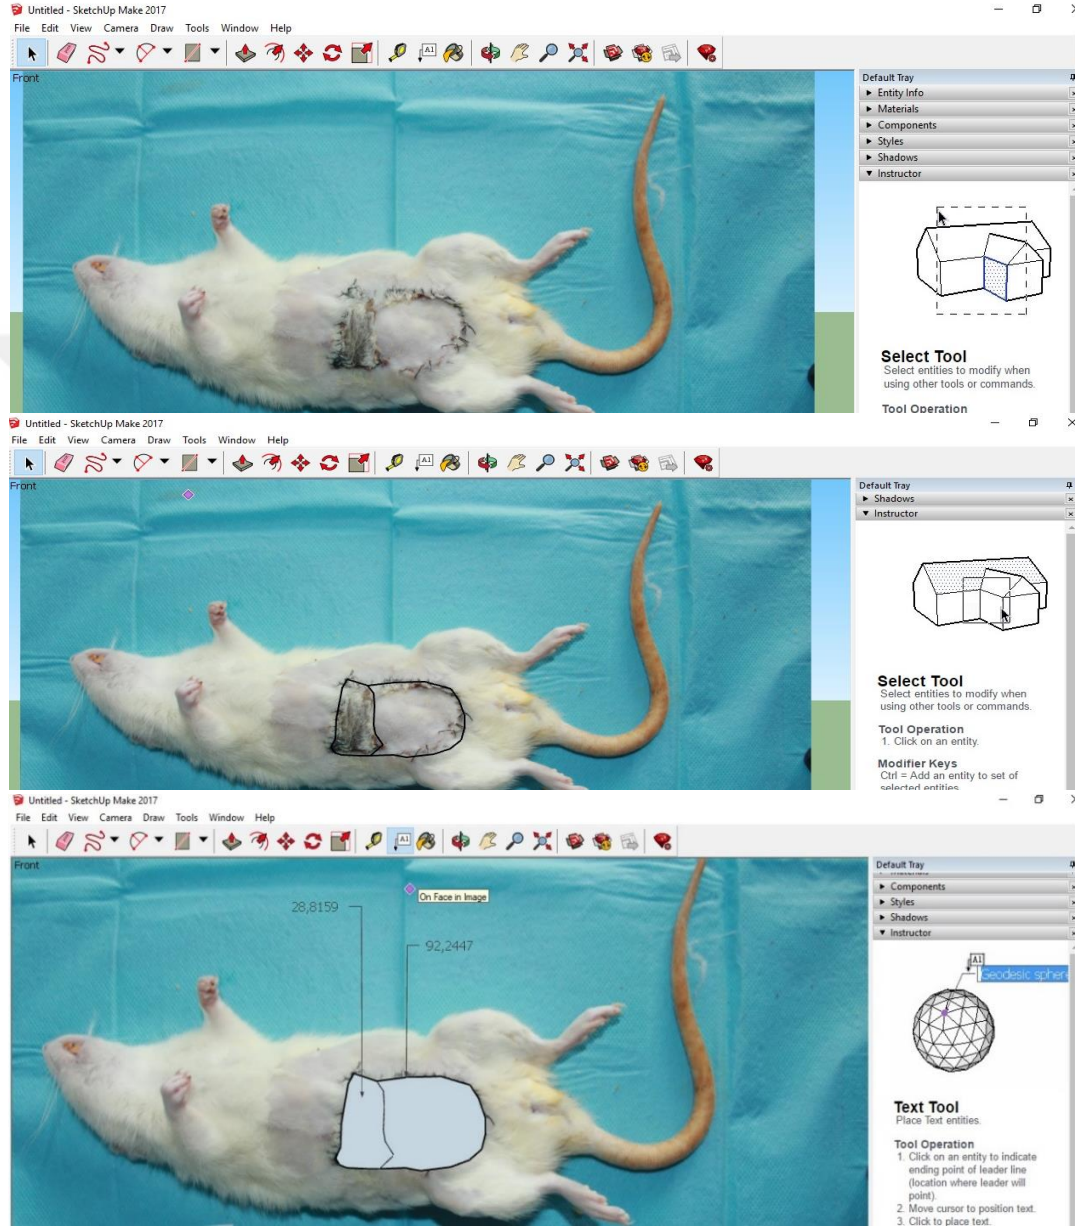 Untitled - SketchUp Make 2017
File Edit View Camera Draw Tools Window Help
A1
Front
Default Tray
Entity Info
Materials
Components
Styles
Shadows
Instructor
Select Tool
Select entities to modify when
using other tools or commands.
Tool Operation
Untitled - SketchUp Make 2017
File Edit View Camera Draw Tools Window Help
A1
Front
Default Tray
Shadows
Instructor
Select Tool
Select entities to modify when
using other tools or commands.
Tool Operation
1. Click on an entity.
Modifier Keys
Ctrl = Add an entity to set of
selected entities
Untitled - SketchUp Make 2017
File Edit View Camera Draw Tools Window Help
A1
Front
On Face in Image
28,8159
92,2447
Default Tray
Materials
Components
Styles
Shadows
Instructor
A1
Geodesic sphere
Text Tool
Place Text entities.
Tool Operation
1. Click on an entity to indicate
ending point of leader line
(location where leader will
point).
2. Move cursor to position text.
3. Click to place text.